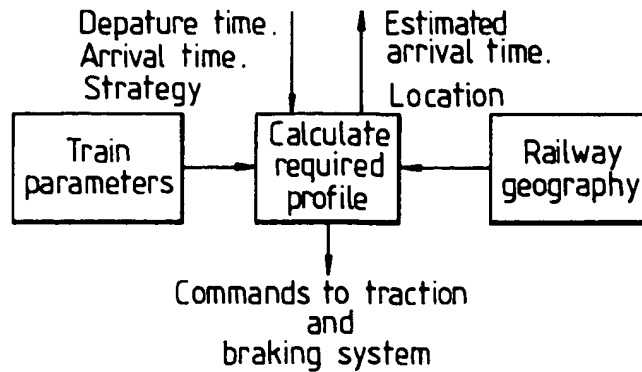 Depature time.
Arrival time.
Strategy
Estimated
arrival time.
Location
Train
parameters
Calculate
required
profile
Railway
geography
Commands to traction
and
braking system